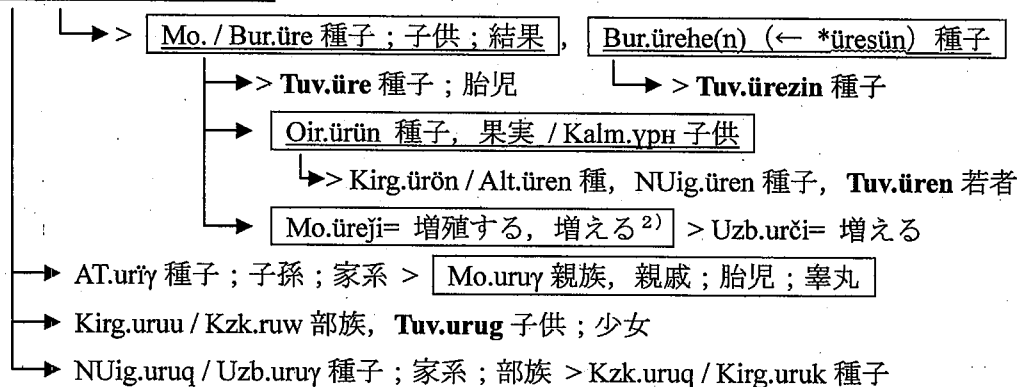 > Mo. / Bur.üre 種子；子供；結果， Bur.ürehe(n)（← *üresün）種子
> Tuv.üre 種子；胎児 > Tuv.ürezin 種子
Oir.ürün 種子，果実 / Kalm.үрн 子供
> Kirg.ürön / Alt.üren 種，NUig.üren 種子，Tuv.üren 若者
Mo.üreǰi= 増殖する，増える²⁾ > Uzb.urči= 増える
AT.urïγ 種子；子孫；家系 > Mo.uruγ 親族，親戚；胎児；睾丸
Kirg.uruu / Kzk.ruw 部族，Tuv.urug 子供；少女
NUig.uruq / Uzb.uruγ 種子；家系；部族 > Kzk.uruq / Kirg.uruk 種子